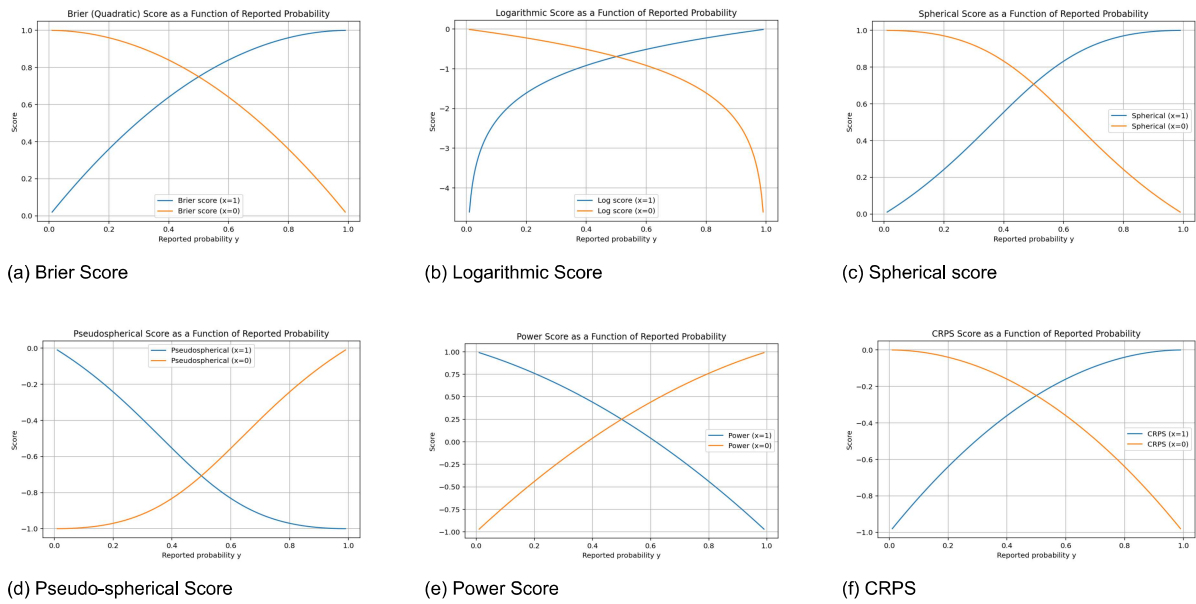 Brier (Quadratic) Score as a Function of Reported Probability
1.0
0.8
0.6
0.4
0.2
0.0
Score
Brier score (x=1)
Brier score (x=0)
0.0 0.2 0.4 0.6 0.8 1.0
Reported probability y
(a) Brier Score
Logarithmic Score as a Function of Reported Probability
0
−1
−2
−3
−4
Score
Log score (x=1)
Log score (x=0)
0.0 0.2 0.4 0.6 0.8 1.0
Reported probability y
(b) Logarithmic Score
Spherical Score as a Function of Reported Probability
1.0
0.8
0.6
0.4
0.2
0.0
Score
Spherical (x=1)
Spherical (x=0)
0.0 0.2 0.4 0.6 0.8 1.0
Reported probability y
(c) Spherical score
Pseudospherical Score as a Function of Reported Probability
0.0
−0.2
−0.4
−0.6
−0.8
−1.0
Score
Pseudospherical (x=1)
Pseudospherical (x=0)
0.0 0.2 0.4 0.6 0.8 1.0
Reported probability y
(d) Pseudo-spherical Score
Power Score as a Function of Reported Probability
1.00
0.75
0.50
0.25
0.00
−0.25
−0.50
−0.75
−1.00
Score
Power (x=1)
Power (x=0)
0.0 0.2 0.4 0.6 0.8 1.0
Reported probability y
(e) Power Score
CRPS Score as a Function of Reported Probability
0.0
−0.2
−0.4
−0.6
−0.8
−1.0
Score
CRPS (x=1)
CRPS (x=0)
0.0 0.2 0.4 0.6 0.8 1.0
Reported probability y
(f) CRPS